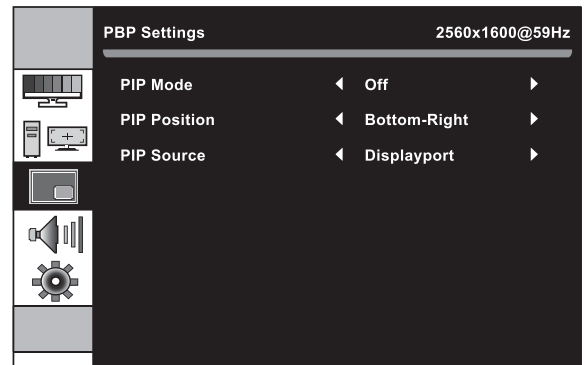 PBP Settings 2560x1600@59Hz
PIP Mode Off
PIP Position Bottom-Right
PIP Source Displayport